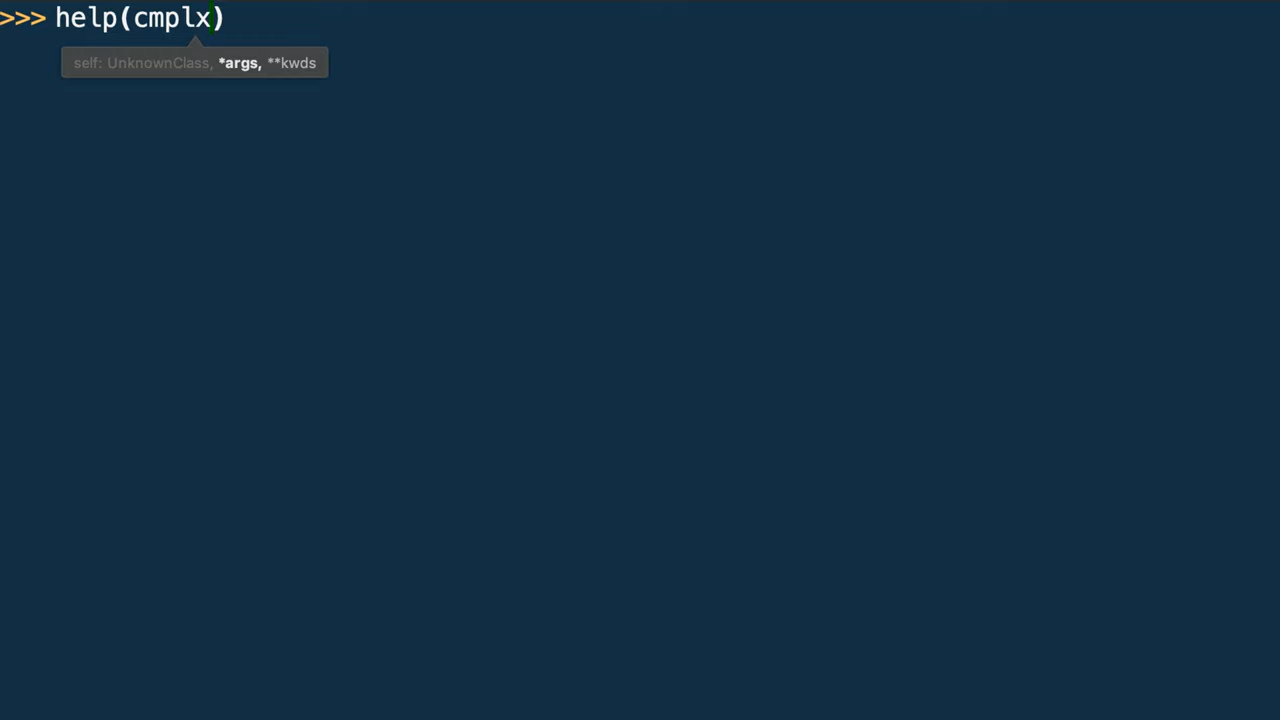 >>> help(cmplx)
self: UnknownClass, *args, **kwds